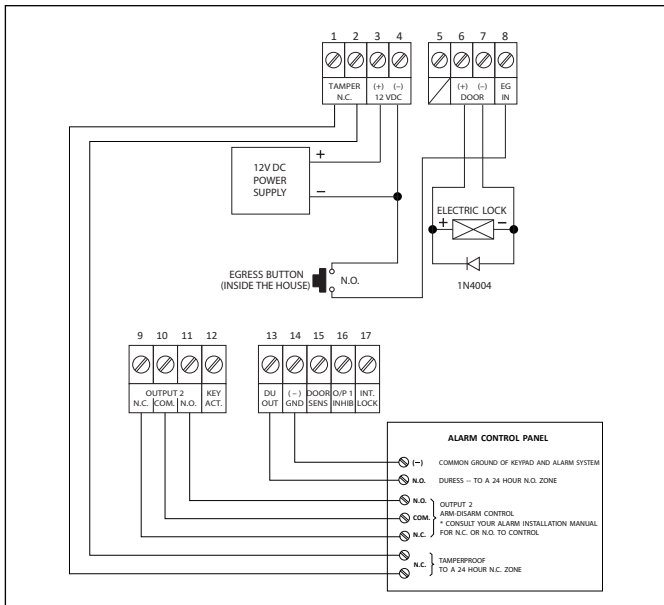 1 2 3 4 5 6 7 8
TAMPER (+) (–) (+) (–) EG
N.C. 12 VDC DOOR IN
12V DC
POWER
SUPPLY
+
–
ELECTRIC LOCK
+ –
1N4004
EGRESS BUTTON
(INSIDE THE HOUSE)
N.O.
9 10 11 12 13 14 15 16 17
OUTPUT 2 KEY DU (–) DOOR O/P 1 INT.
N.C. COM. N.O. ACT. OUT GND SENS INHIB LOCK
ALARM CONTROL PANEL
(–) COMMON GROUND OF KEYPAD AND ALARM SYSTEM
N.O. DURESS -- TO A 24 HOUR N.O. ZONE
N.O. OUTPUT 2
ARM-DISARM CONTROL
COM. * CONSULT YOUR ALARM INSTALLATION MANUAL
N.C. FOR N.C. OR N.O. TO CONTROL
N.C. TAMPERPROOF
TO A 24 HOUR N.C. ZONE